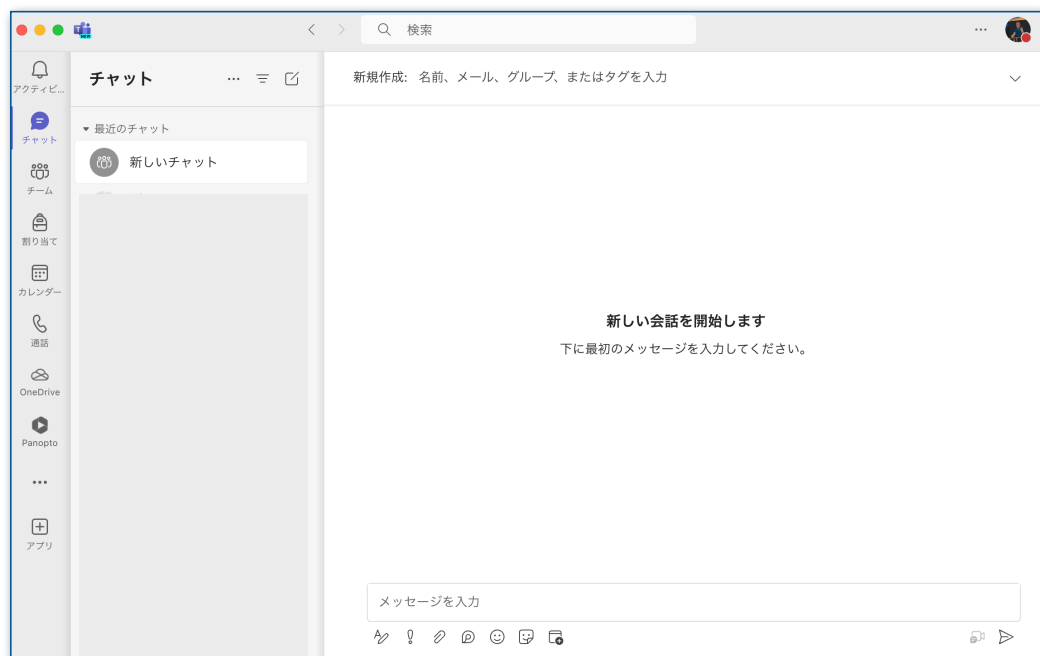 NEW
検索
アクティビ...
チャット
チーム
割り当て
カレンダー
通話
OneDrive
Panopto
アプリ
チャット
最近のチャット
新しいチャット
新規作成: 名前、メール、グループ、またはタグを入力
新しい会話を開始します
下に最初のメッセージを入力してください。
メッセージを入力